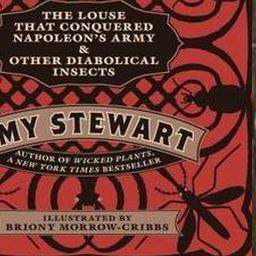 THE LOUSE
THAT CONQUERED
NAPOLEON'S ARMY
&
OTHER DIABOLICAL
INSECTS
MY STEWART
AUTHOR OF WICKED PLANTS,
A NEW YORK TIMES BESTSELLER
ILLUSTRATED BY
BRIONY MORROW-CRIBBS